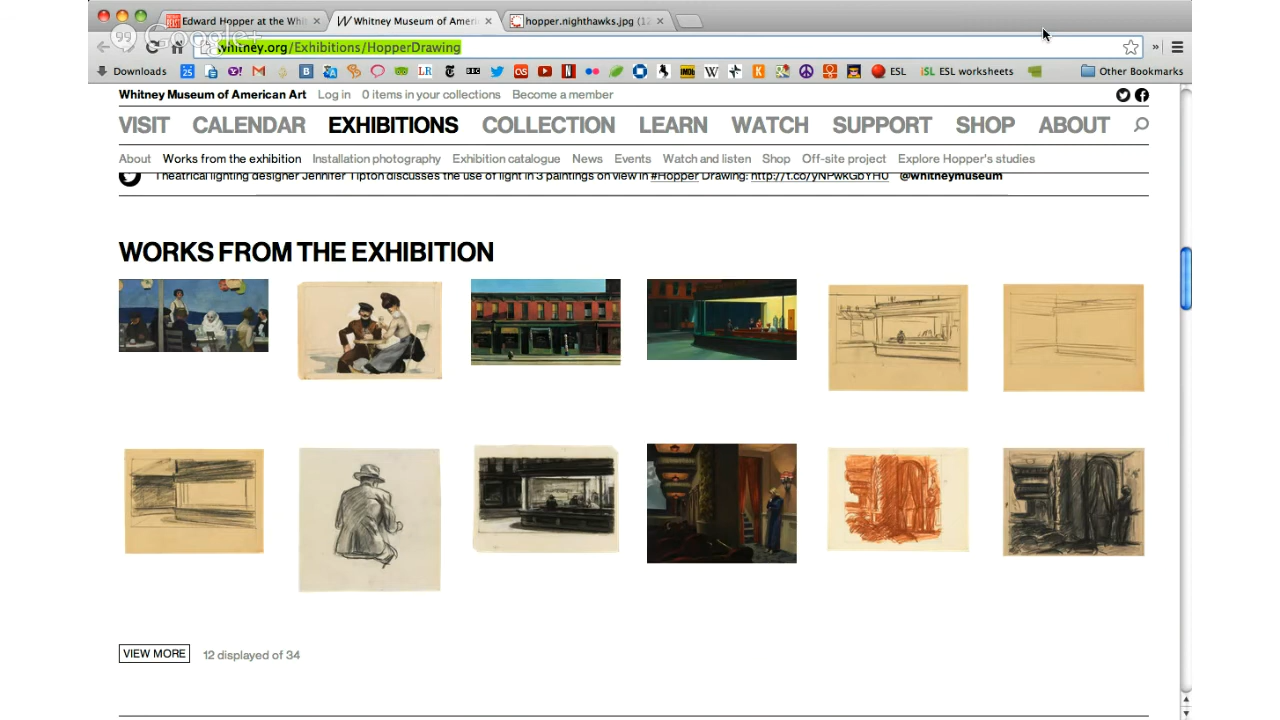 Edward Hopper at the Whi
Whitney Museum of Ameri
hopper.nighthawks.jpg (12
Google+
whitney.org/Exhibitions/HopperDrawing
Downloads
ESL
ESL worksheets
Other Bookmarks
Whitney Museum of American Art Log in 0 items in your collections Become a member
VISIT CALENDAR EXHIBITIONS COLLECTION LEARN WATCH SUPPORT SHOP ABOUT
About Works from the exhibition Installation photography Exhibition catalogue News Events Watch and listen Shop Off-site project Explore Hopper's studies
Theatrical lighting designer Jennifer Tipton discusses the use of light in 3 paintings on view in #Hopper Drawing: http://t.co/yNPwkGbYHU @whitneymuseum
WORKS FROM THE EXHIBITION
VIEW MORE 12 displayed of 34